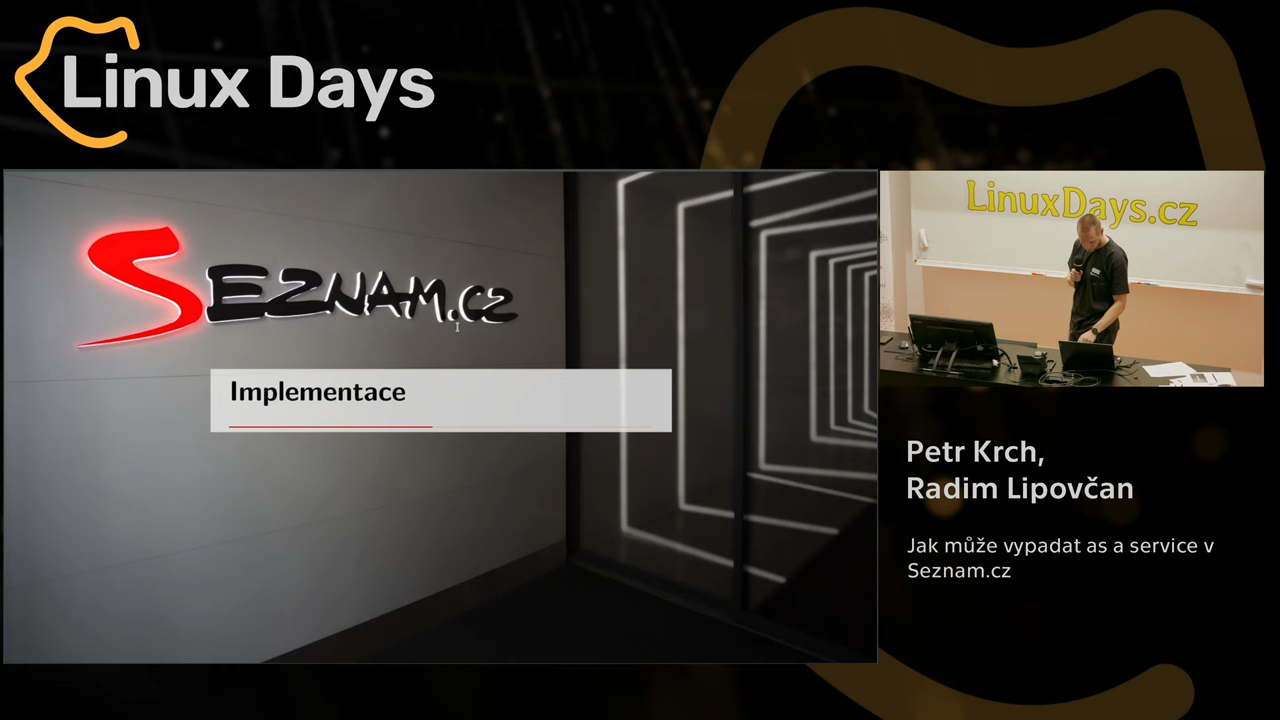 Linux Days
SEZNAM.CZ
Implementace
LinuxDays.cz
Petr Krch,
Radim Lipovčan
Jak může vypadat as a service v
Seznam.cz